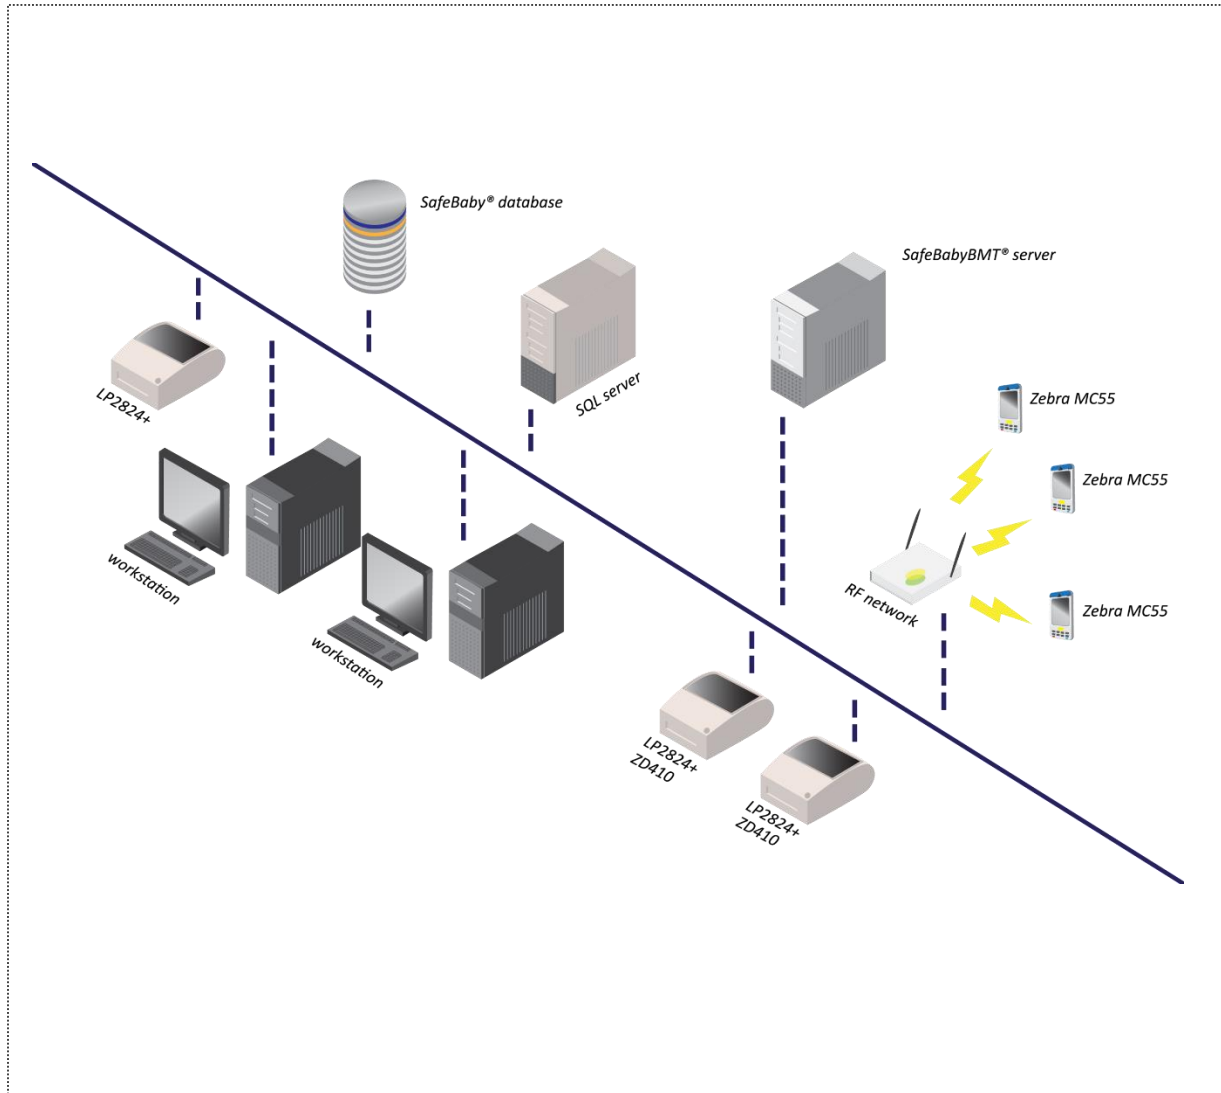 SafeBaby® database
SafeBabyBMT® server
SQL server
LP2824+
Zebra MC55
Zebra MC55
Zebra MC55
RF network
workstation
workstation
LP2824+
ZD410
LP2824+
ZD410